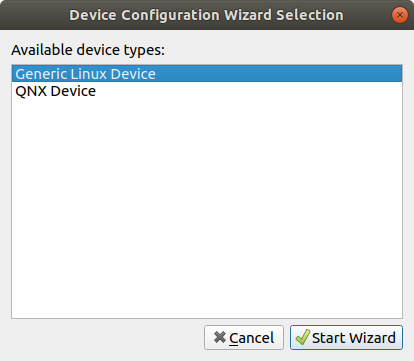 Device Configuration Wizard Selection
Available device types:
Generic Linux Device
QNX Device
Cancel
Start Wizard